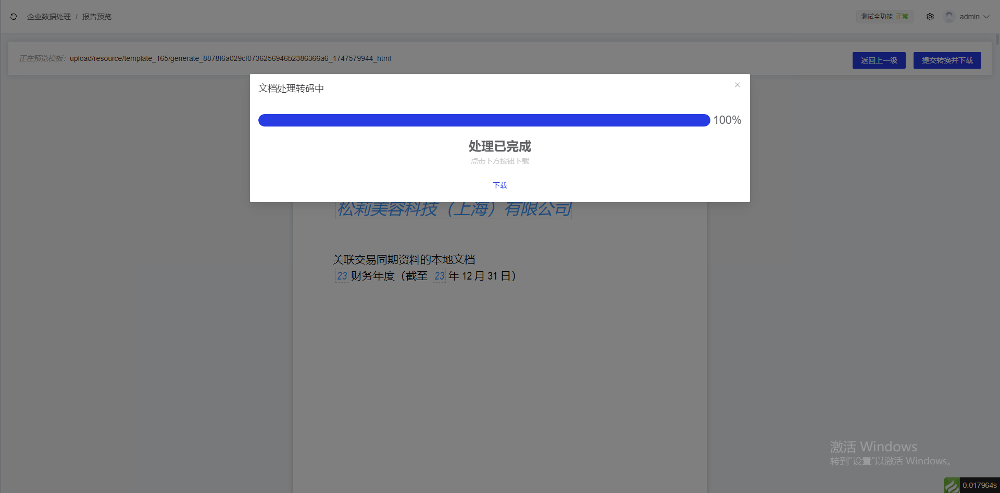 企业数据处理 / 报告预览
测试全功能 正常
admin
正在预览模板: upload/resource/template_165/generate_8878f6a029cf0736256946b2386366a6_1747579944_html
返回上一级
提交转换并下载
文档处理转码中
100%
处理已完成
点击下方按钮下载
下载
松莉美容科技（上海）有限公司
关联交易同期资料的本地文档
23 财务年度（截至 23 年 12 月 31 日）
激活 Windows
转到“设置”以激活 Windows。
0.017964s